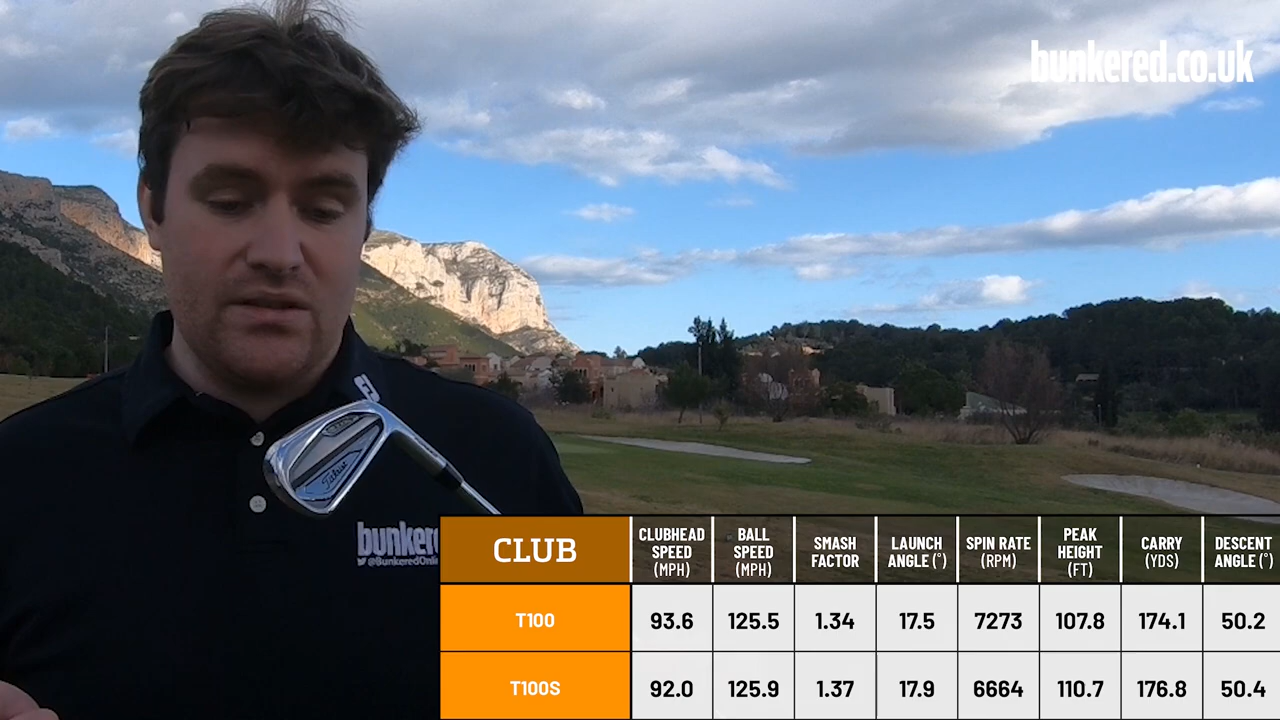 bunkered.co.uk
FJ
Titleist
bunker
@BunkeredOnli
CLUB CLUBHEAD SPEED (MPH) BALL SPEED (MPH) SMASH FACTOR LAUNCH ANGLE (°) SPIN RATE (RPM) PEAK HEIGHT (FT) CARRY (YDS) DESCENT ANGLE (°)
T100 93.6 125.5 1.34 17.5 7273 107.8 174.1 50.2
T100S 92.0 125.9 1.37 17.9 6664 110.7 176.8 50.4